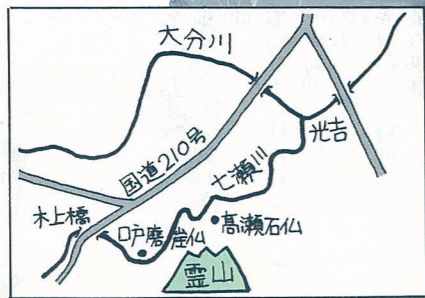 大分川
国道210号
七瀬川
光吉
木上橋
口戸磨崖仏
高瀬石仏
霊山